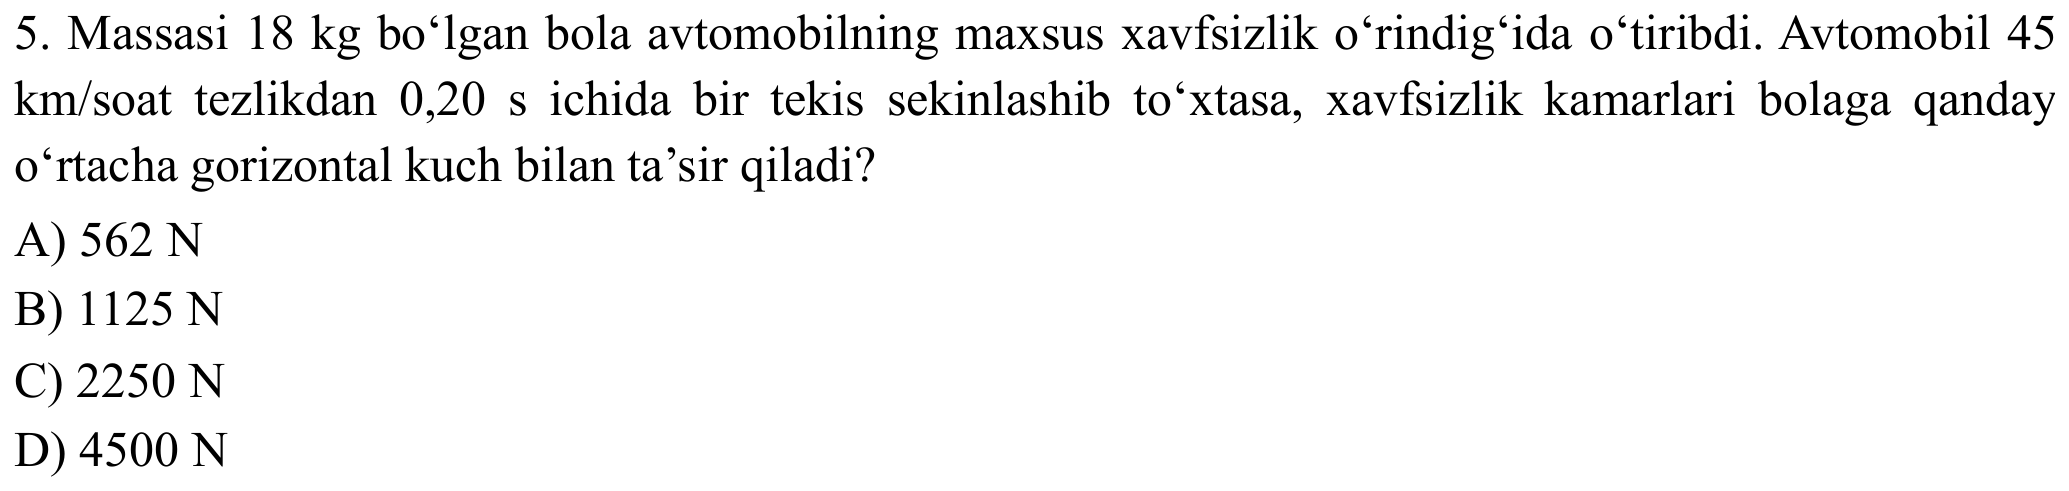 5. Massasi 18 kg bo‘lgan bola avtomobilning maxsus xavfsizlik o‘rindig‘ida o‘tiribdi. Avtomobil 45
km/soat tezlikdan 0,20 s ichida bir tekis sekinlashib to‘xtasa, xavfsizlik kamarlari bolaga qanday
o‘rtacha gorizontal kuch bilan ta’sir qiladi?
A) 562 N
B) 1125 N
C) 2250 N
D) 4500 N